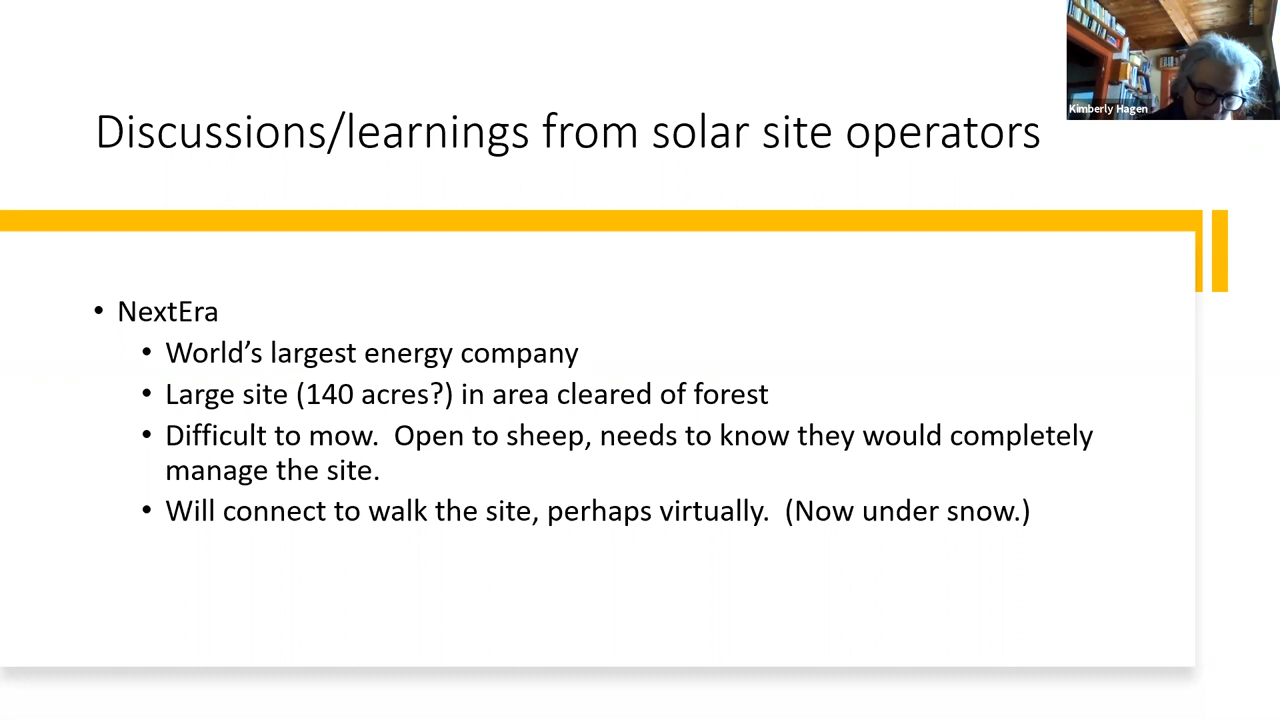 Kimberly Hagen
Discussions/learnings from solar site operators
• NextEra
• World’s largest energy company
• Large site (140 acres?) in area cleared of forest
• Difficult to mow.  Open to sheep, needs to know they would completely
manage the site.
• Will connect to walk the site, perhaps virtually.  (Now under snow.)